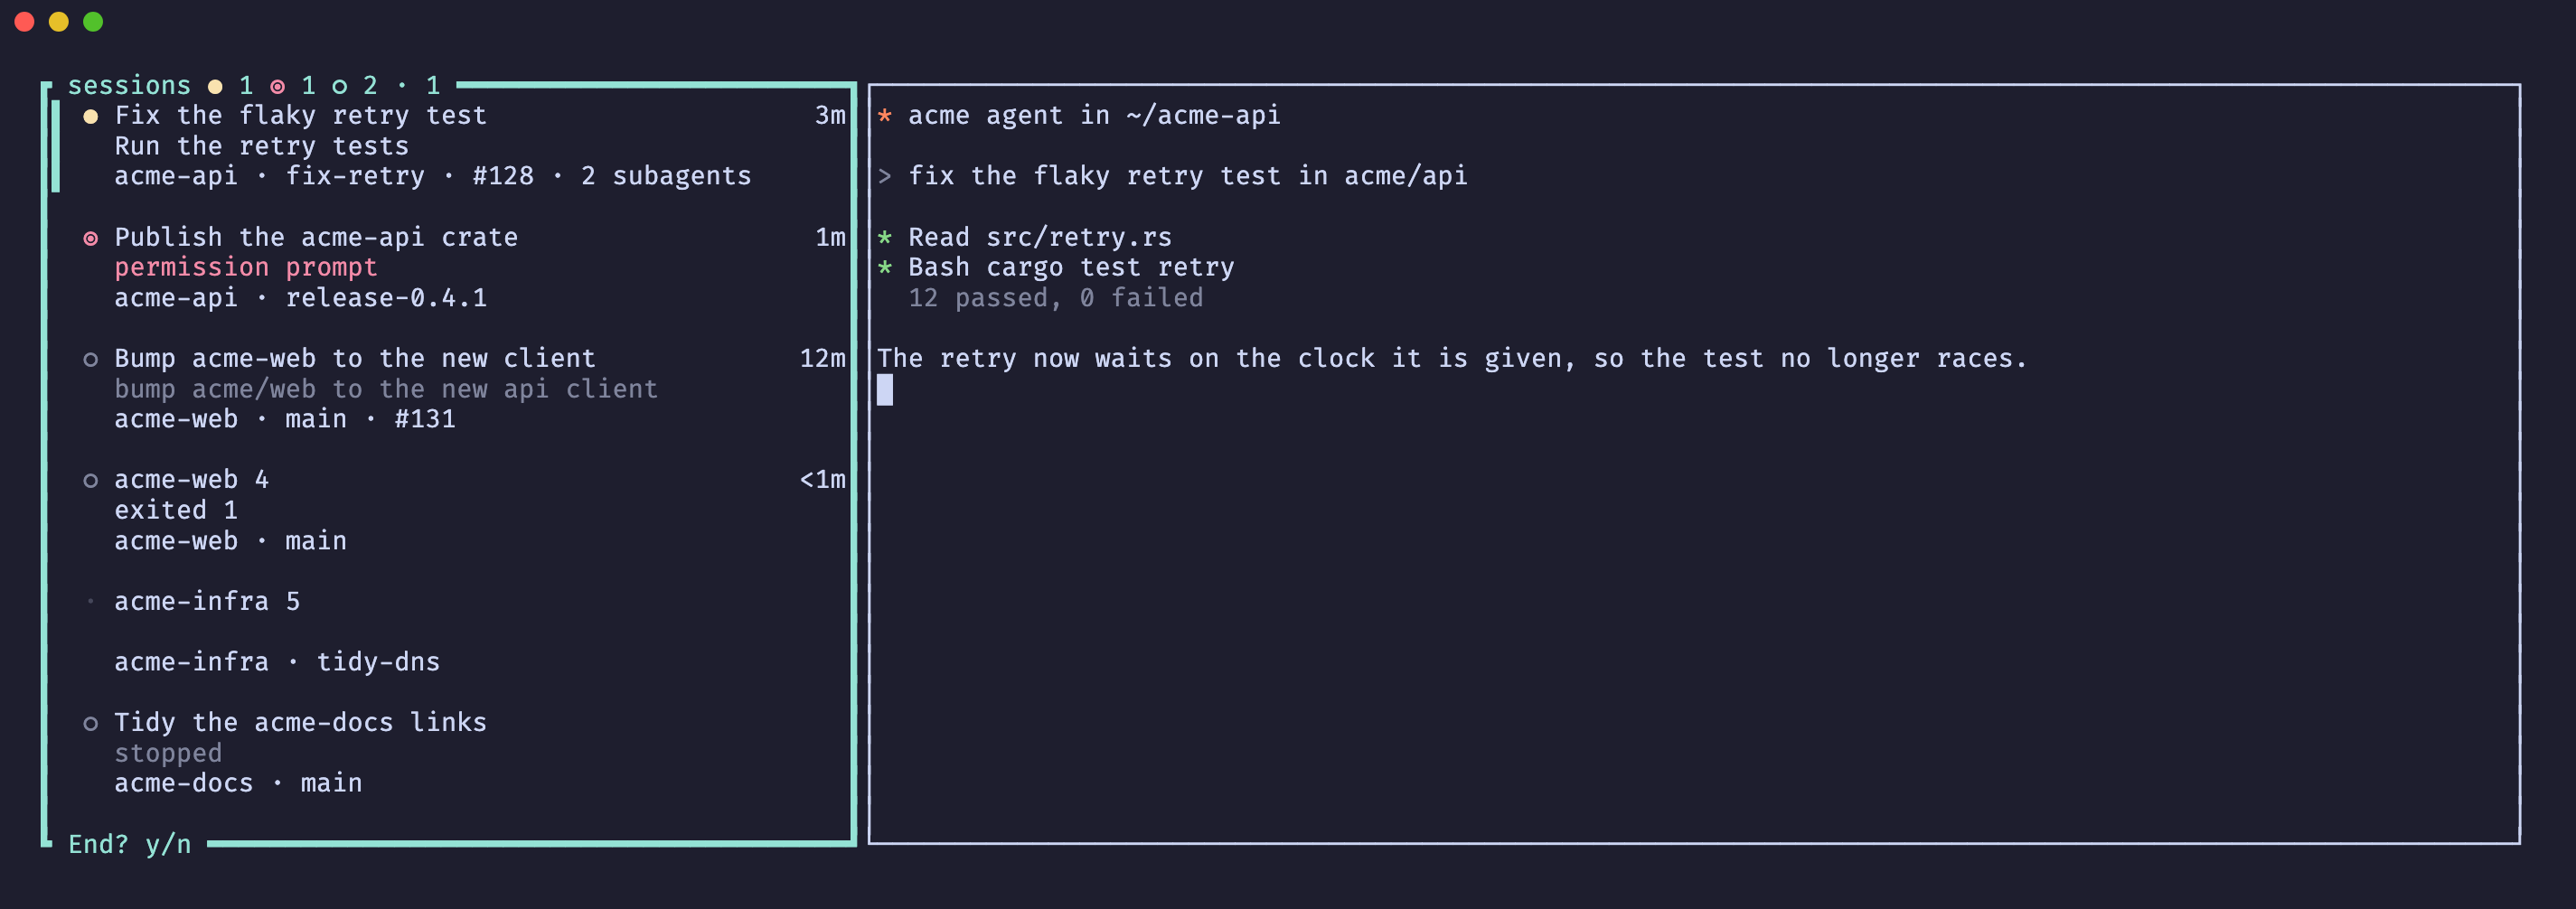 sessions ● 1 ◉ 1 ○ 2 · 1
● Fix the flaky retry test 3m
Run the retry tests
acme-api · fix-retry · #128 · 2 subagents
◉ Publish the acme-api crate 1m
permission prompt
acme-api · release-0.4.1
○ Bump acme-web to the new client 12m
bump acme/web to the new api client
acme-web · main · #131
○ acme-web 4 <1m
exited 1
acme-web · main
· acme-infra 5
acme-infra · tidy-dns
○ Tidy the acme-docs links
stopped
acme-docs · main
End? y/n
* acme agent in ~/acme-api
> fix the flaky retry test in acme/api
* Read src/retry.rs
* Bash cargo test retry
12 passed, 0 failed
The retry now waits on the clock it is given, so the test no longer races.